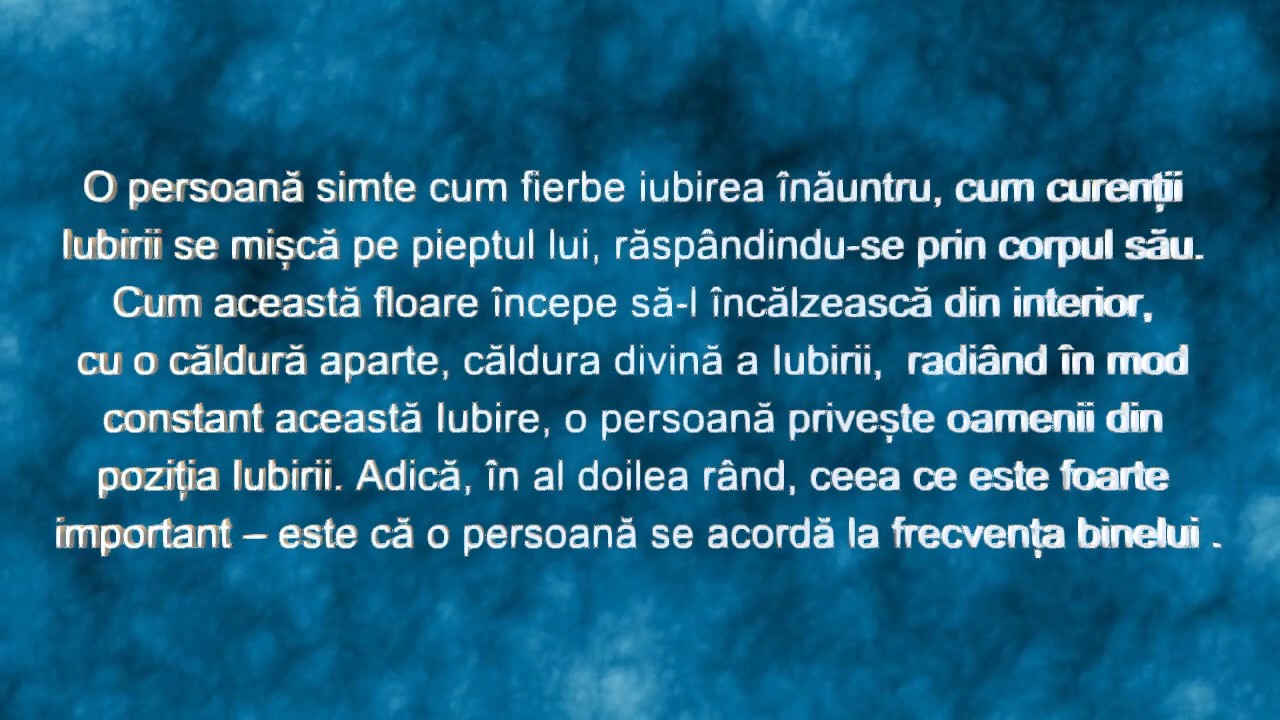 O persoană simte cum fierbe iubirea înăuntru, cum curenții
Iubirii se mișcă pe pieptul lui, răspândindu-se prin corpul său.
Cum această floare începe să-l încălzească din interior,
cu o căldură aparte, căldura divină a Iubirii, radiând în mod
constant această Iubire, o persoană privește oamenii din
poziția Iubirii. Adică, în al doilea rând, ceea ce este foarte
important – este că o persoană se acordă la frecvența binelui .